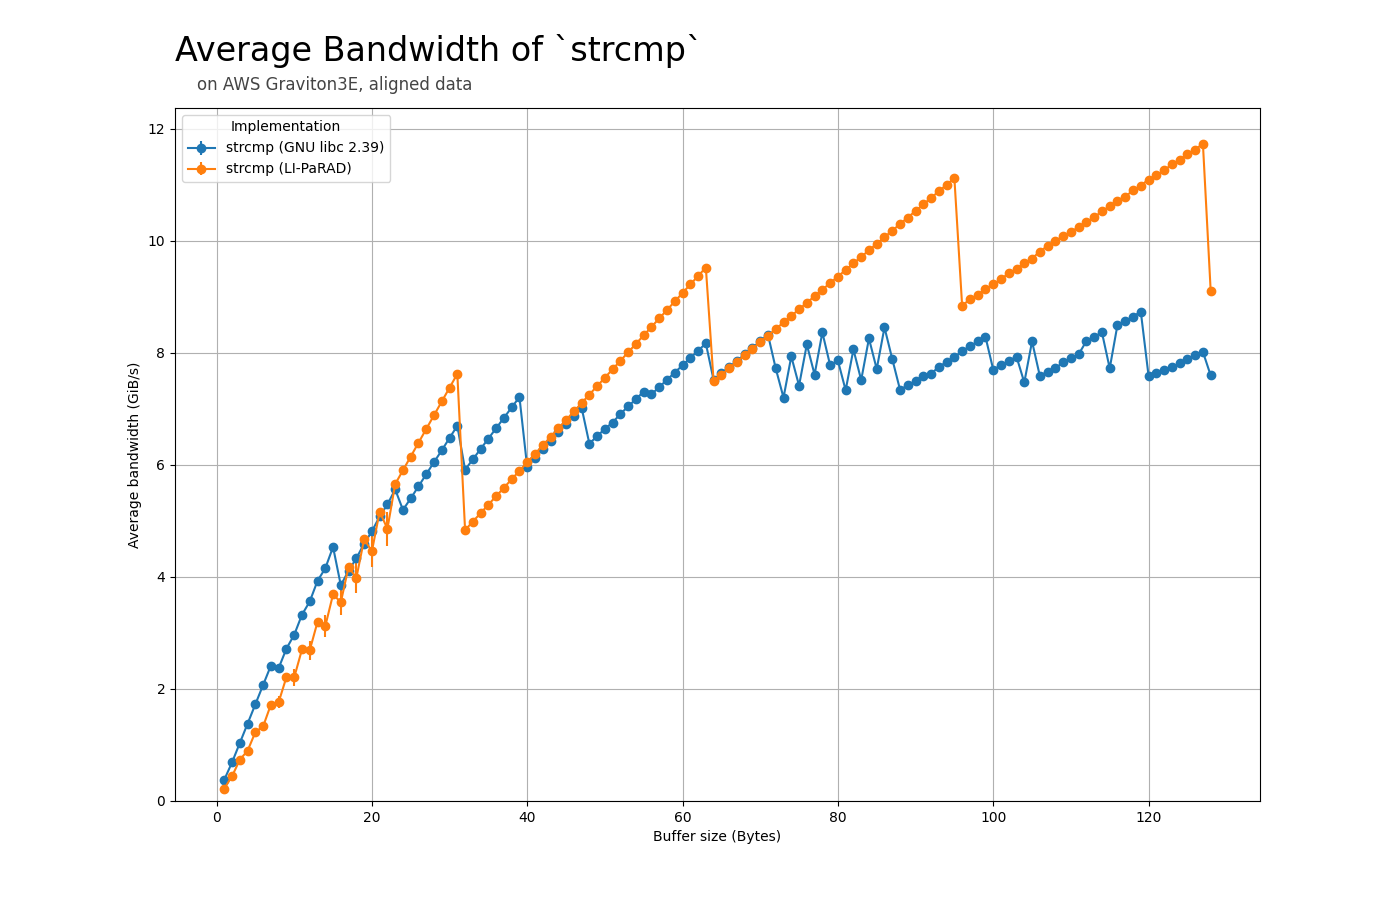 Average Bandwidth of `strcmp`
on AWS Graviton3E, aligned data
Implementation
strcmp (GNU libc 2.39)
strcmp (LI-PaRAD)
12
10
8
6
4
2
0
Average bandwidth (GiB/s)
0 20 40 60 80 100 120
Buffer size (Bytes)